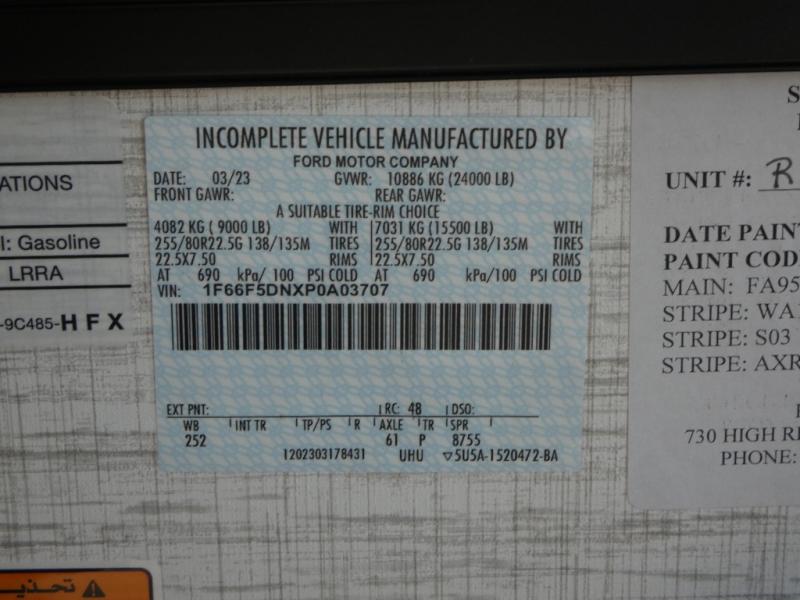 ATIONS
l: Gasoline
LRRA
-9C485-HFX
INCOMPLETE VEHICLE MANUFACTURED BY
FORD MOTOR COMPANY
DATE: 03/23 GVWR: 10886 KG (24000 LB)
FRONT GAWR: REAR GAWR:
A SUITABLE TIRE-RIM CHOICE
4082 KG ( 9000 LB) WITH 7031 KG (15500 LB) WITH
255/80R22.5G 138/135M TIRES 255/80R22.5G 138/135M TIRES
22.5X7.50 RIMS 22.5X7.50 RIMS
AT 690 kPa/ 100 PSI COLD AT 690 kPa/ 100 PSI COLD
VIN: 1F66F5DNXP0A03707
EXT PNT: RC: 48 DSO:
WB INT TR TP/PS R AXLE TR SPR
252 61 P 8755
1202303178431 UHU ▽5U5A-1520472-BA
UNIT #: R
DATE PAIN
PAINT COD
MAIN: FA95
STRIPE: WA
STRIPE: S03
STRIPE: AXR
730 HIGH RI
PHONE:
تحذير